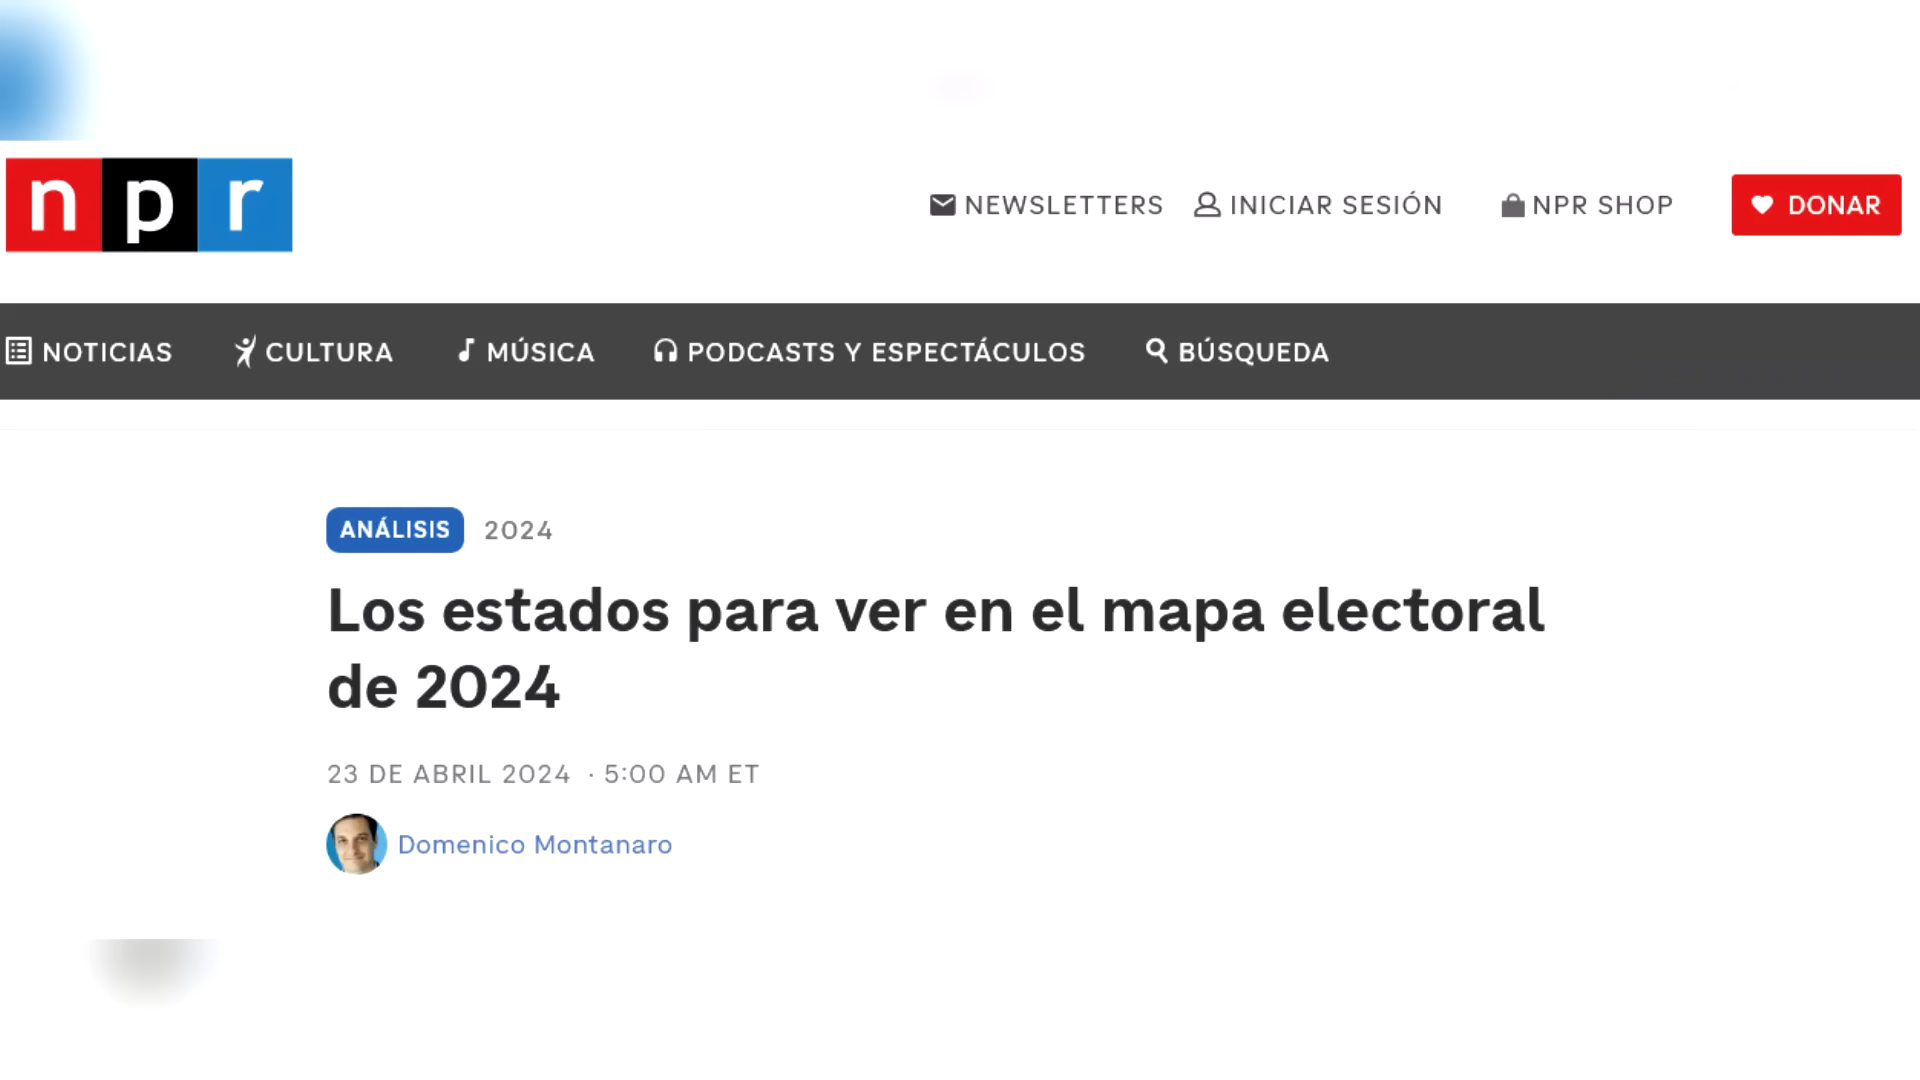 npr
NEWSLETTERS INICIAR SESIÓN NPR SHOP DONAR
NOTICIAS CULTURA MÚSICA PODCASTS Y ESPECTÁCULOS BÚSQUEDA
ANÁLISIS 2024
Los estados para ver en el mapa electoral
de 2024
23 DE ABRIL 2024 · 5:00 AM ET
Domenico Montanaro